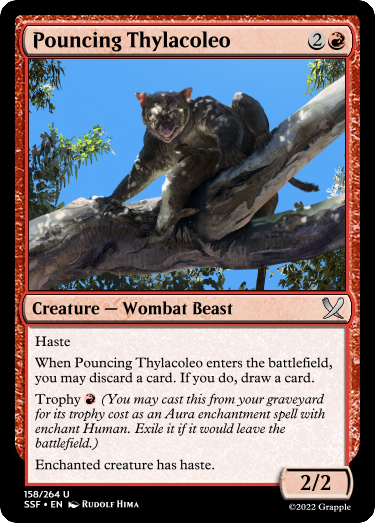 Pouncing Thylacoleo 2
Creature — Wombat Beast
Haste
When Pouncing Thylacoleo enters the battlefield,
you may discard a card. If you do, draw a card.
Trophy (You may cast this from your graveyard
for its trophy cost as an Aura enchantment spell with
enchant Human. Exile it if it would leave the
battlefield.)
Enchanted creature has haste.
2/2
158/264 U
SSF • EN Rudolf Hima
©2022 Grapple